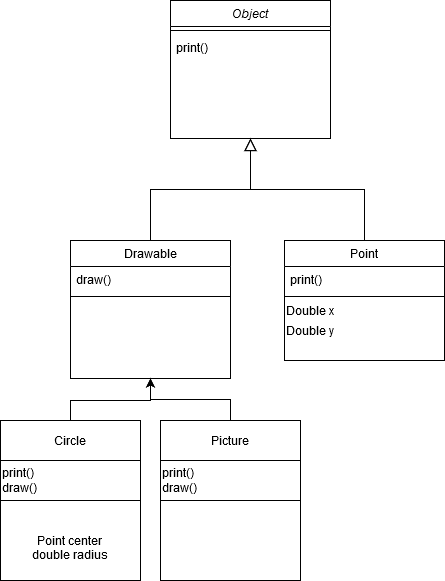 Object
print()
Drawable
draw()
Point
print()
Double x
Double y
Circle
print()
draw()
Point center
double radius
Picture
print()
draw()